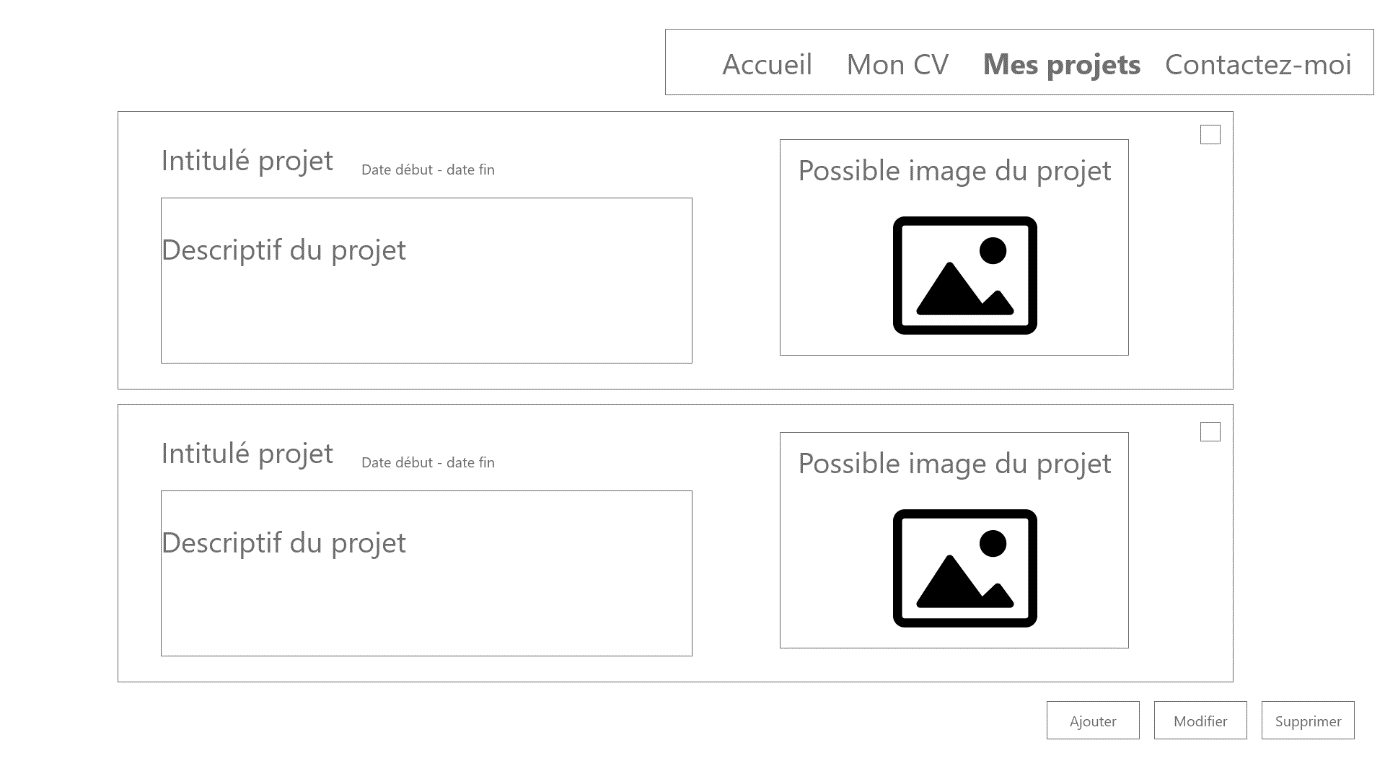 Accueil Mon CV Mes projets Contactez-moi
Intitulé projet Date début - date fin
Possible image du projet
Descriptif du projet
Intitulé projet Date début - date fin
Possible image du projet
Descriptif du projet
Ajouter Modifier Supprimer